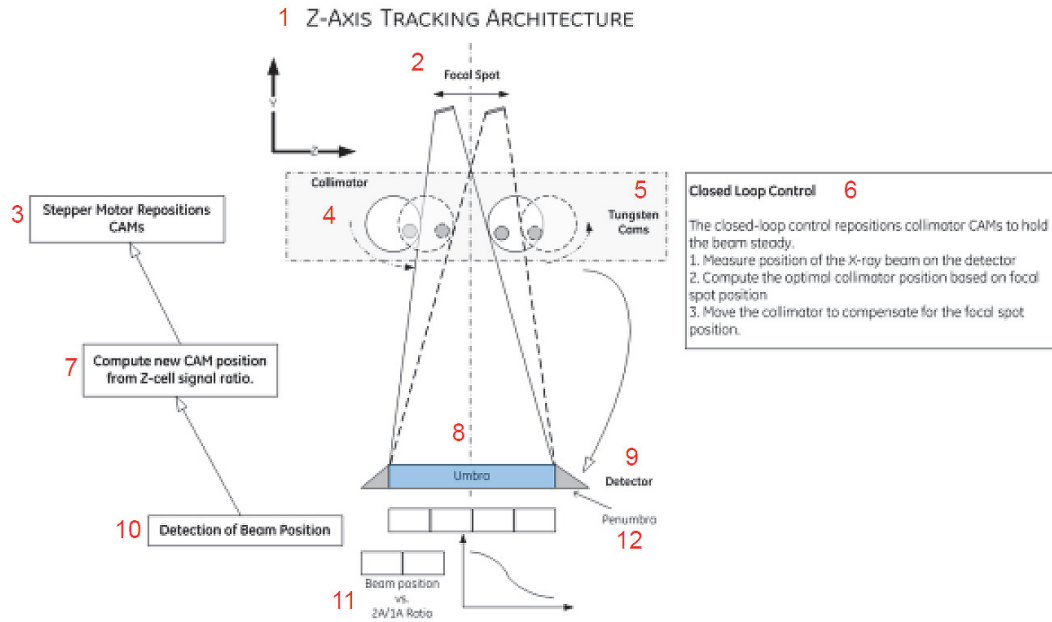 1 Z-AXIS TRACKING ARCHITECTURE
2
Focal Spot
Y
Z
Collimator
4
5
Tungsten
Cams
3
Stepper Motor Repositions
CAMs
6
Closed Loop Control
The closed-loop control repositions collimator CAMs to hold
the beam steady.
1. Measure position of the X-ray beam on the detector
2. Compute the optimal collimator position based on focal
spot position
3. Move the collimator to compensate for the focal spot
position.
7
Compute new CAM position
from Z-cell signal ratio.
8
Umbra
9
Detector
10
Detection of Beam Position
Penumbra
12
11
Beam position
vs.
2A/1A Ratio